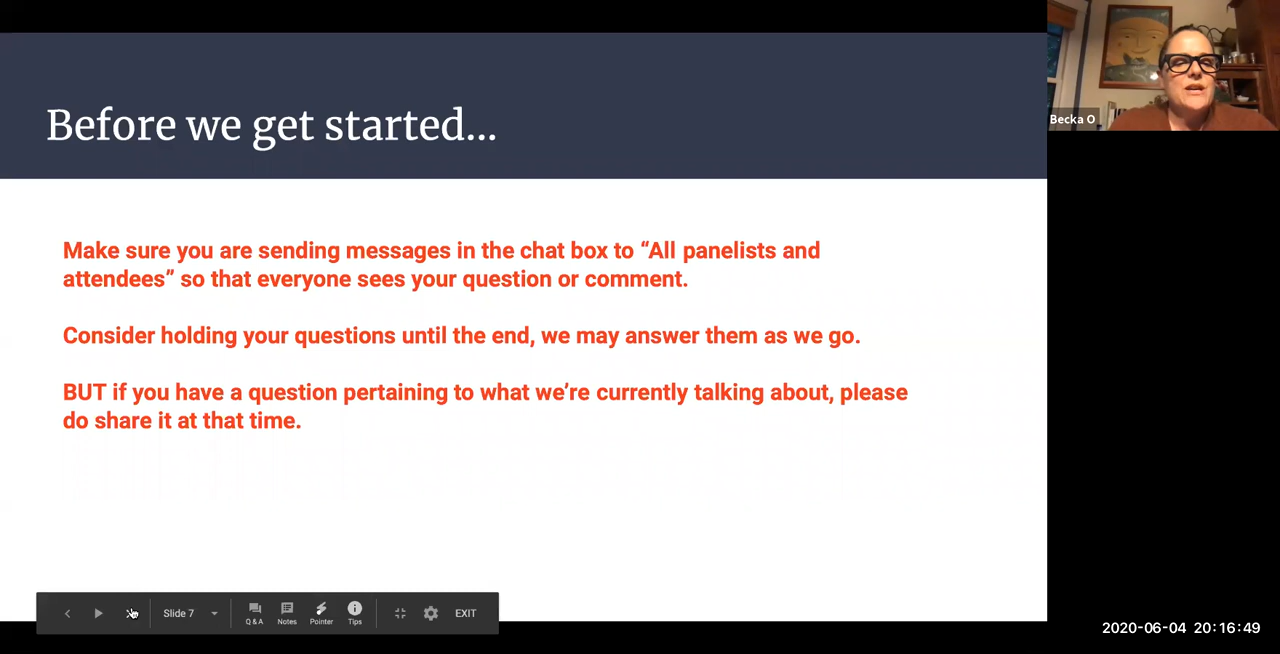 Before we get started...
Becka O
Make sure you are sending messages in the chat box to “All panelists and
attendees” so that everyone sees your question or comment.
Consider holding your questions until the end, we may answer them as we go.
BUT if you have a question pertaining to what we’re currently talking about, please
do share it at that time.
Slide 7
Q & A
Notes
Pointer
Tips
EXIT
2020-06-04 20:16:49